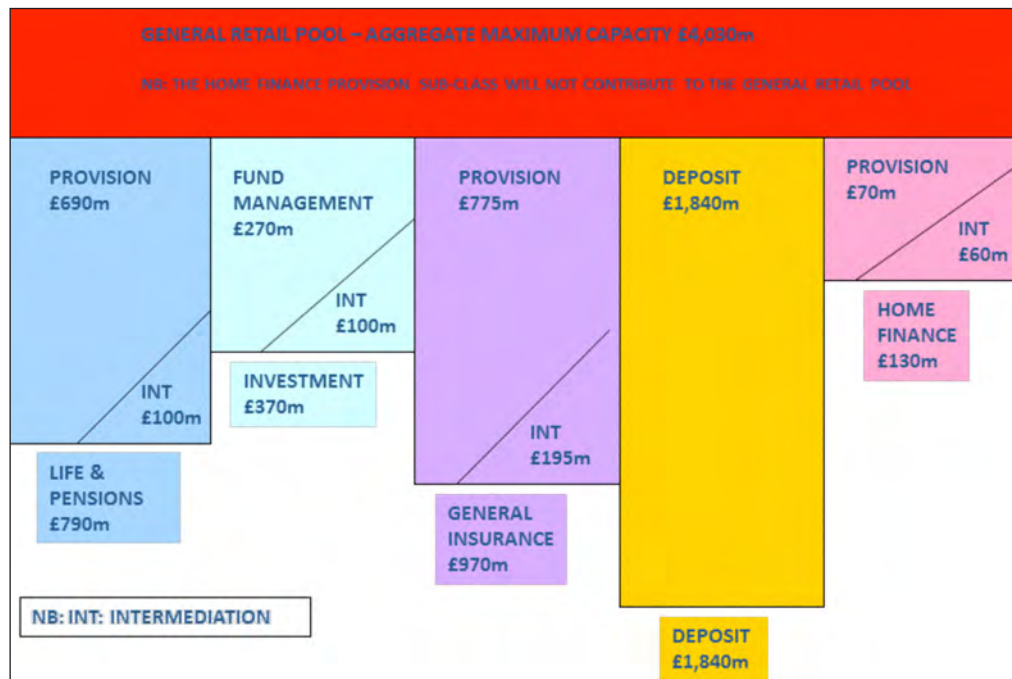 GENERAL RETAIL POOL – AGGREGATE MAXIMUM CAPACITY £4,030m
NB: THE HOME FINANCE PROVISION SUB-CLASS WILL NOT CONTRIBUTE TO THE GENERAL RETAIL POOL
PROVISION
£690m
INT
£100m
LIFE &
PENSIONS
£790m
FUND
MANAGEMENT
£270m
INT
£100m
INVESTMENT
£370m
PROVISION
£775m
INT
£195m
GENERAL
INSURANCE
£970m
DEPOSIT
£1,840m
DEPOSIT
£1,840m
PROVISION
£70m
INT
£60m
HOME
FINANCE
£130m
NB: INT: INTERMEDIATION